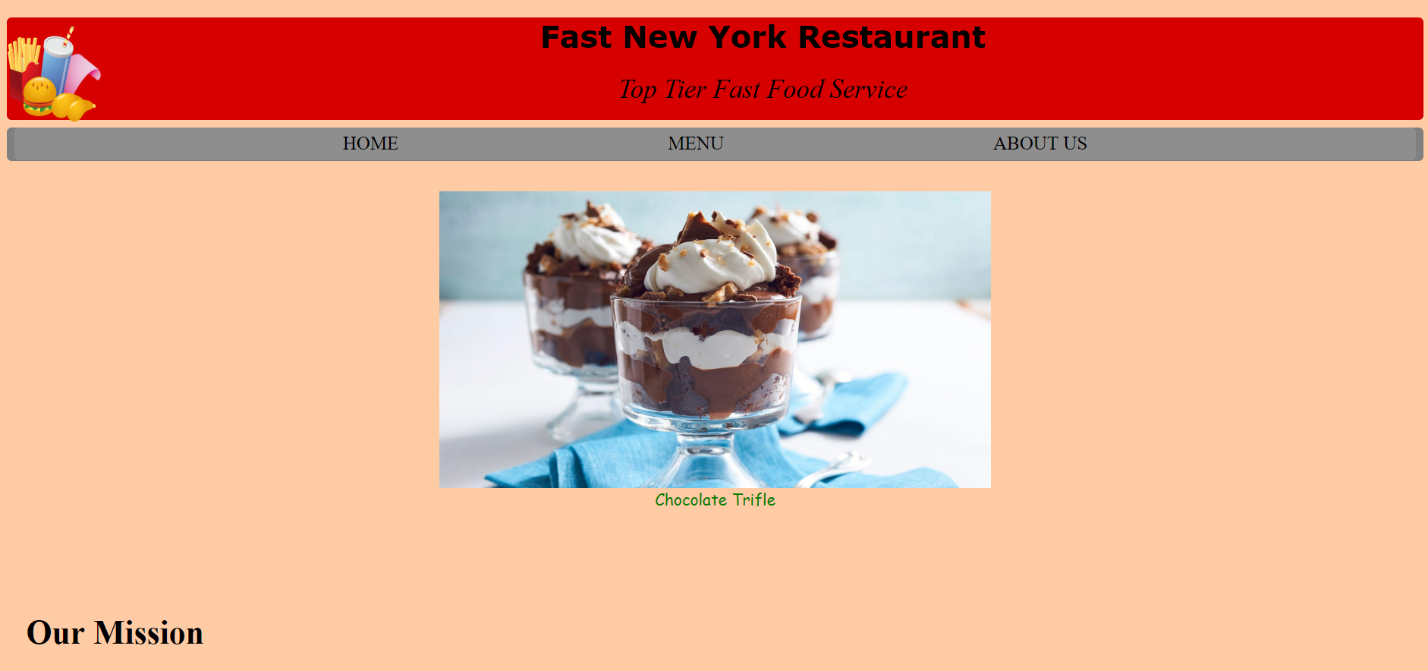 Fast New York Restaurant
Top Tier Fast Food Service
HOME MENU ABOUT US
Chocolate Trifle
Our Mission